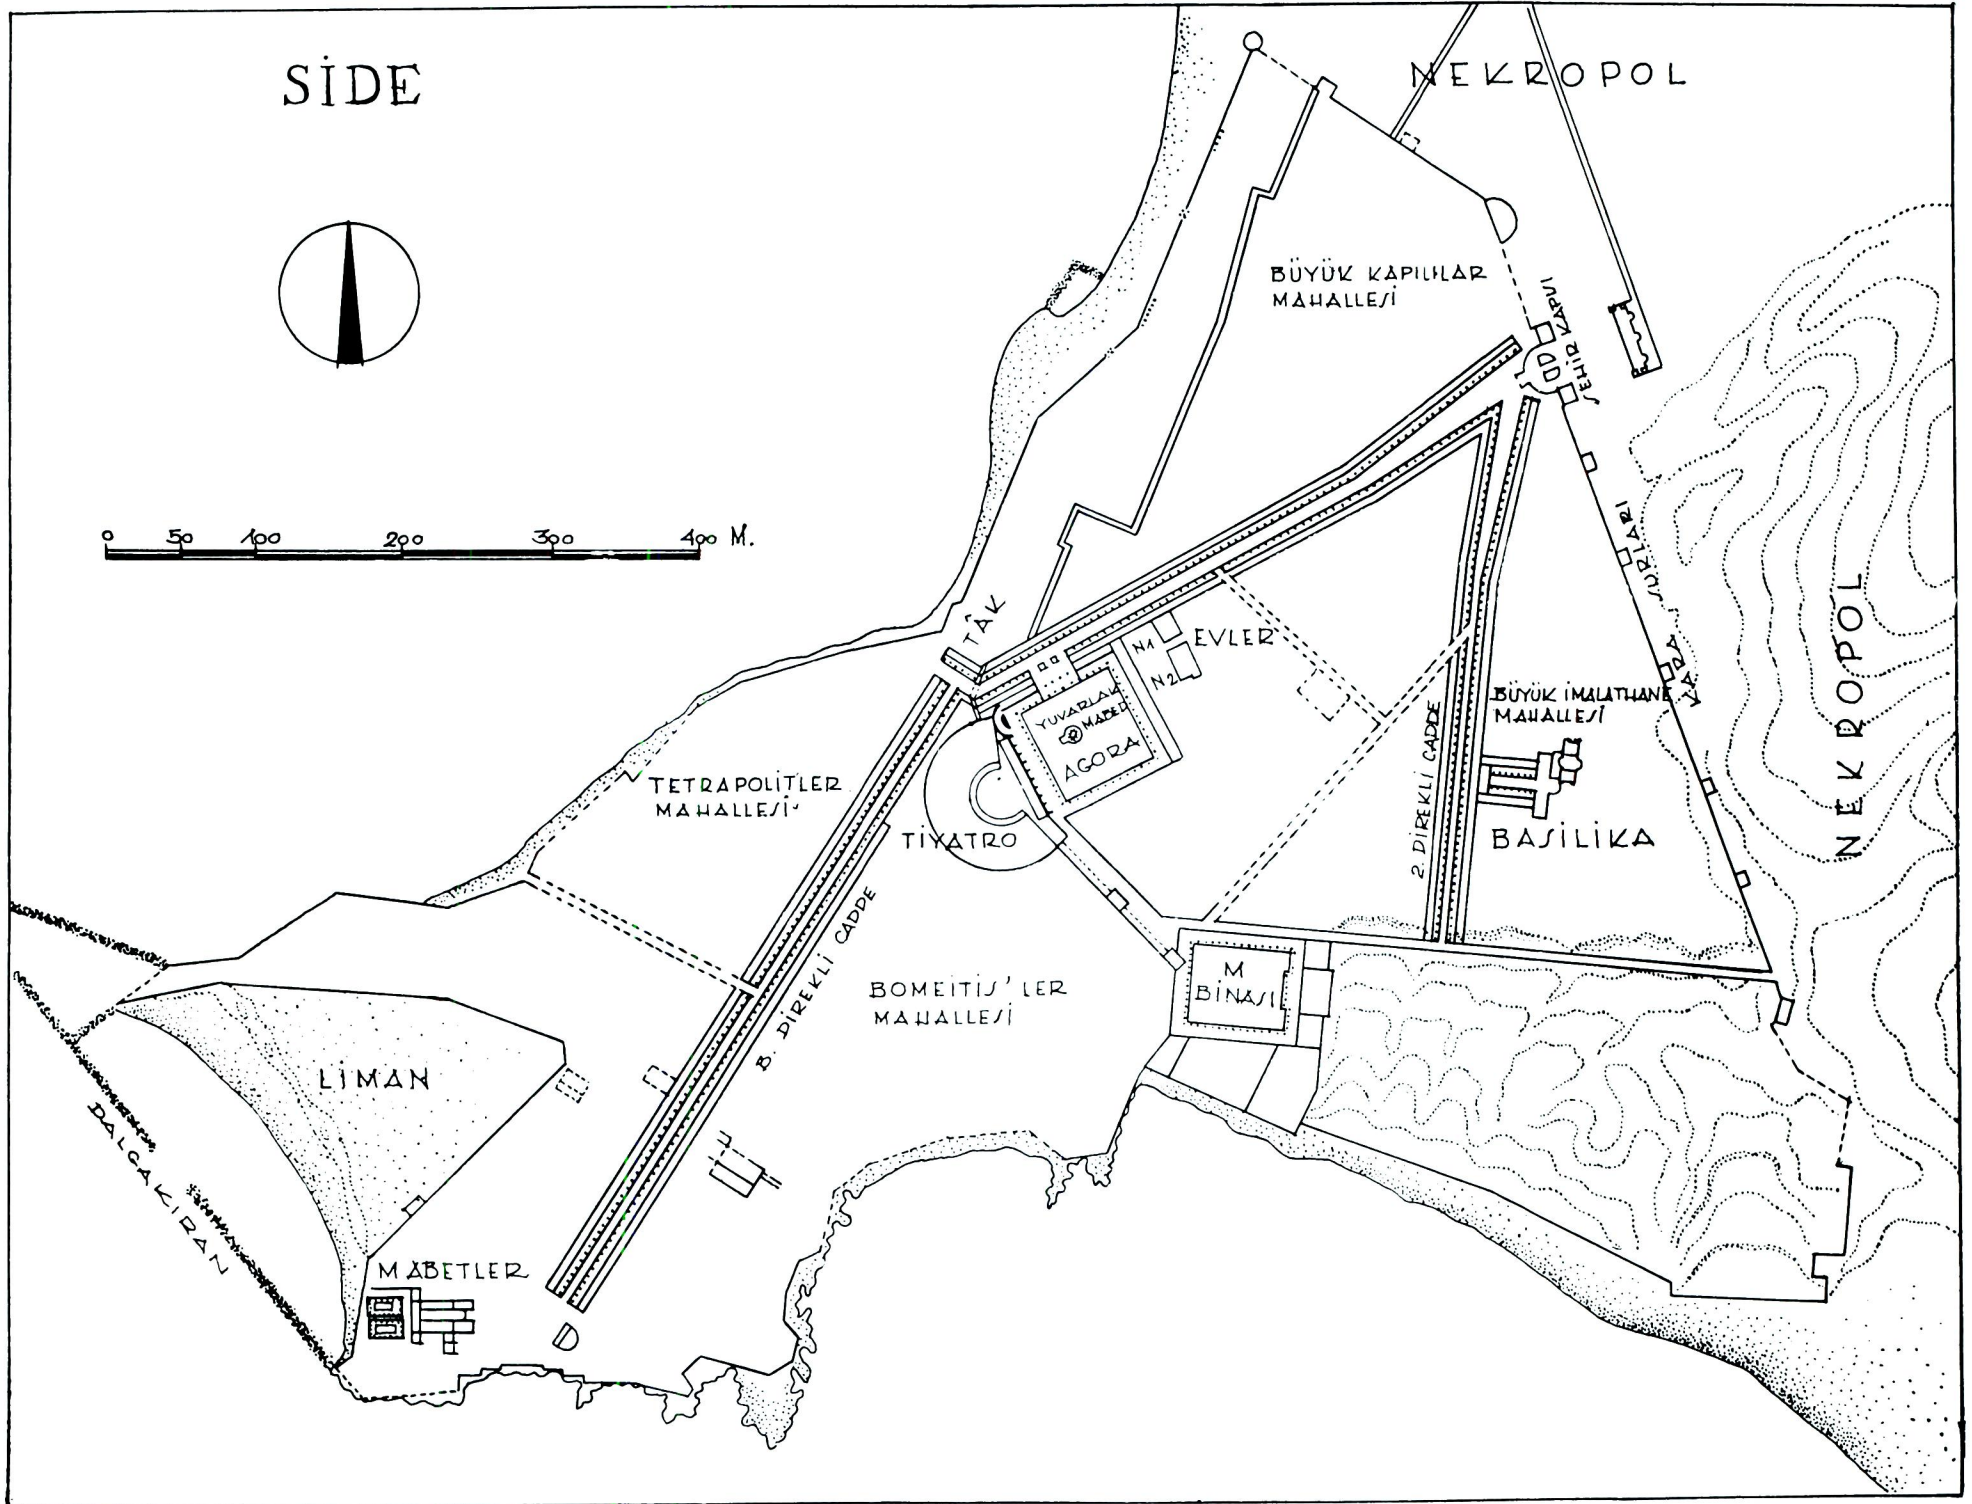 SİDE
NEKROPOL
BÜYÜK KAPILILAR
MAHALLESİ
ŞEHİR KAPISI
0 50 100 200 300 400 M.
KARA SURLARI
NEKROPOL
TÂK
EVLER
N1
N2
YUVARLAK
MABED
AGORA
BÜYÜK İMALATHANE
MAHALLESİ
2. DİREKLİ CADDE
BASİLİKA
TETRAPOLİTLER
MAHALLESİ
TİYATRO
B. DİREKLİ CADDE
BOMEİTİS'LER
MAHALLESİ
M
BİNASI
LİMAN
DALGAKIRAN
MABETLER